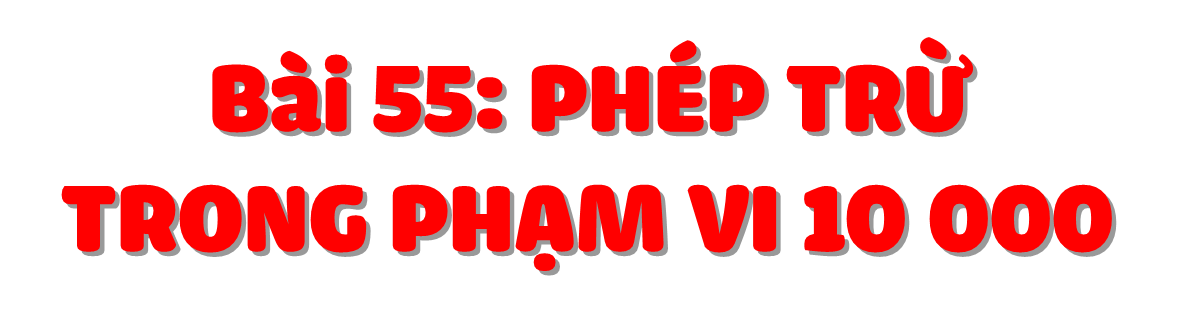 Bài 55: PHÉP TRỪ
TRONG PHẠM VI 10 000